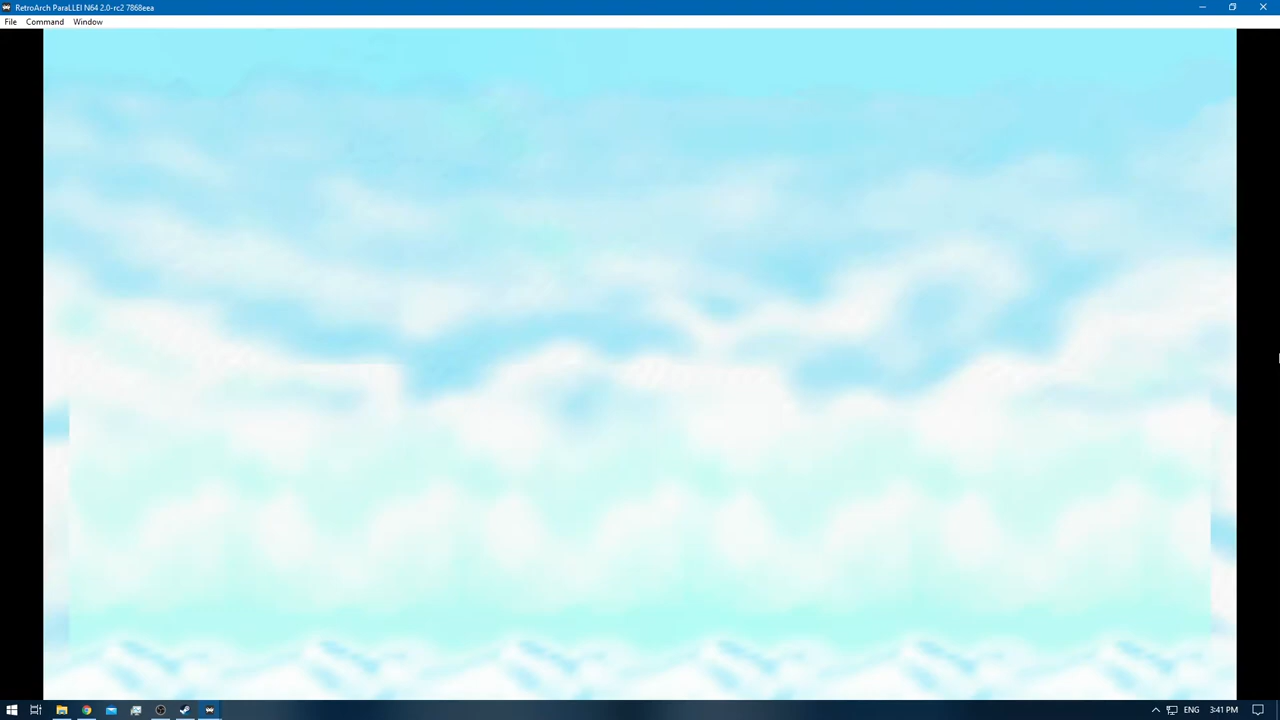 RetroArch ParaLLEl N64 2.0-rc2 7868eea
File Command Window
ENG 3:41 PM